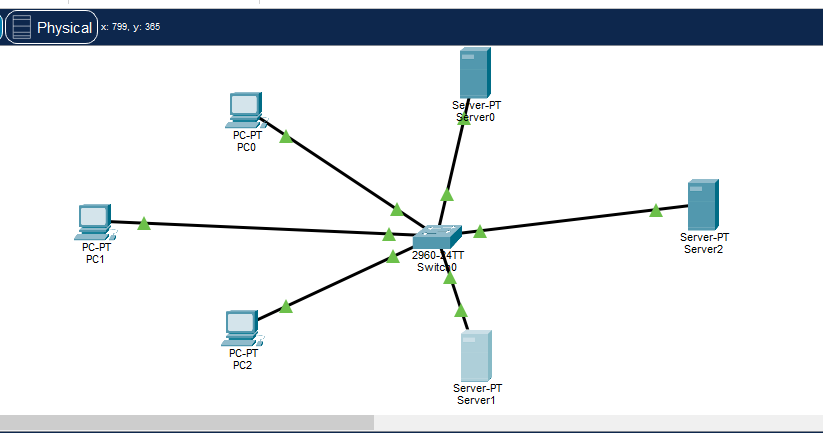 Physical x: 799, y: 365
Server-PT
Server0
PC-PT
PC0
Server-PT
Server2
PC-PT
PC1
2960-24TT
Switch0
PC-PT
PC2
Server-PT
Server1